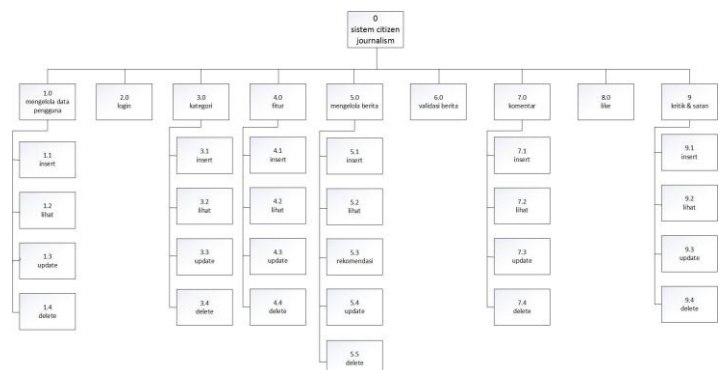 0
sistem citizen
journalism
1.0
mengelola data
pengguna
2.0
login
3.0
kategori
4.0
fitur
5.0
mengelola berita
6.0
validasi berita
7.0
komentar
8.0
like
9
kritik & saran
1.1
insert
1.2
lihat
1.3
update
1.4
delete
3.1
insert
3.2
lihat
3.3
update
3.4
delete
4.1
insert
4.2
lihat
4.3
update
4.4
delete
5.1
insert
5.2
lihat
5.3
rekomendasi
5.4
update
5.5
delete
7.1
insert
7.2
lihat
7.3
update
7.4
delete
9.1
insert
9.2
lihat
9.3
update
9.4
delete